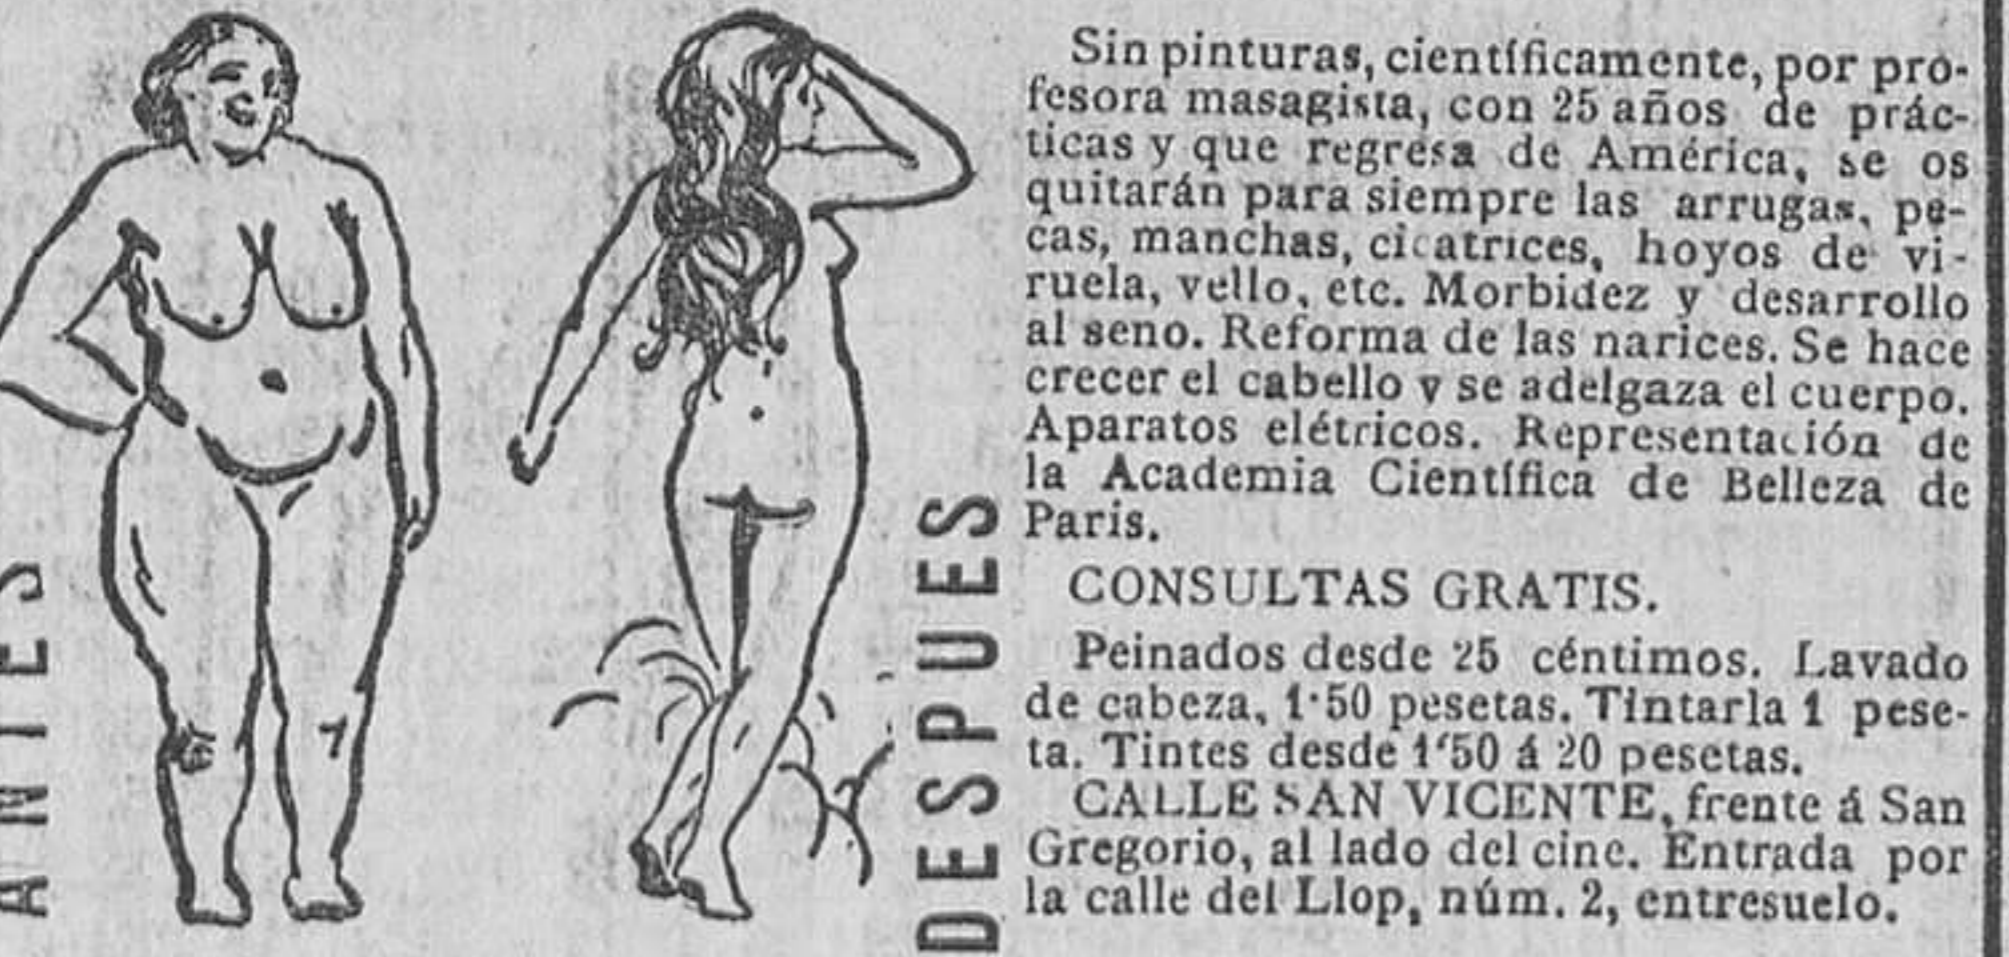 ANTES
DESPUES
Sin pinturas, científicamente, por pro-
fesora masagista, con 25 años de prác-
ticas y que regresa de América, se os
quitarán para siempre las arrugas, pe-
cas, manchas, cicatrices, hoyos de vi-
ruela, vello, etc. Morbidez y desarrollo
al seno. Reforma de las narices. Se hace
crecer el cabello y se adelgaza el cuerpo.
Aparatos elétricos. Representación de
la Academia Científica de Belleza de
Paris.
CONSULTAS GRATIS.
Peinados desde 25 céntimos. Lavado
de cabeza, 1·50 pesetas. Tintarla 1 pese-
ta. Tintes desde 1'50 á 20 pesetas.
CALLE SAN VICENTE, frente á San
Gregorio, al lado del cine. Entrada por
la calle del Llop, núm. 2, entresuelo.